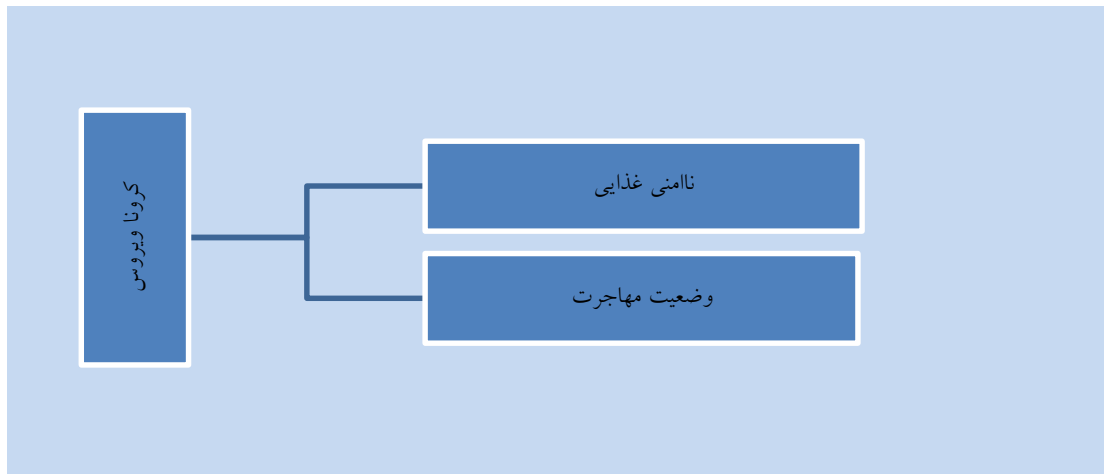 کرونا ویروس
ناامنی غذایی
وضعیت مهاجرت